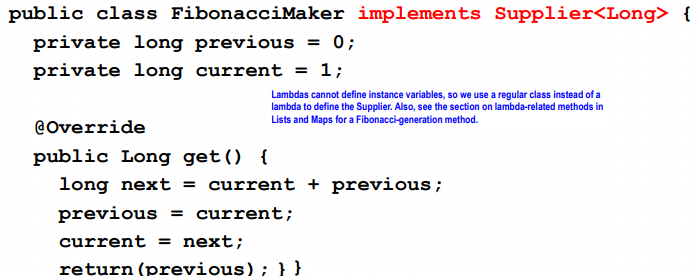 public class FibonacciMaker implements Supplier<Long> {
private long previous = 0;
private long current = 1;
Lambdas cannot define instance variables, so we use a regular class instead of a
lambda to define the Supplier. Also, see the section on lambda-related methods in
Lists and Maps for a Fibonacci-generation method.
@Override
public Long get() {
long next = current + previous;
previous = current;
current = next;
return(previous); } }